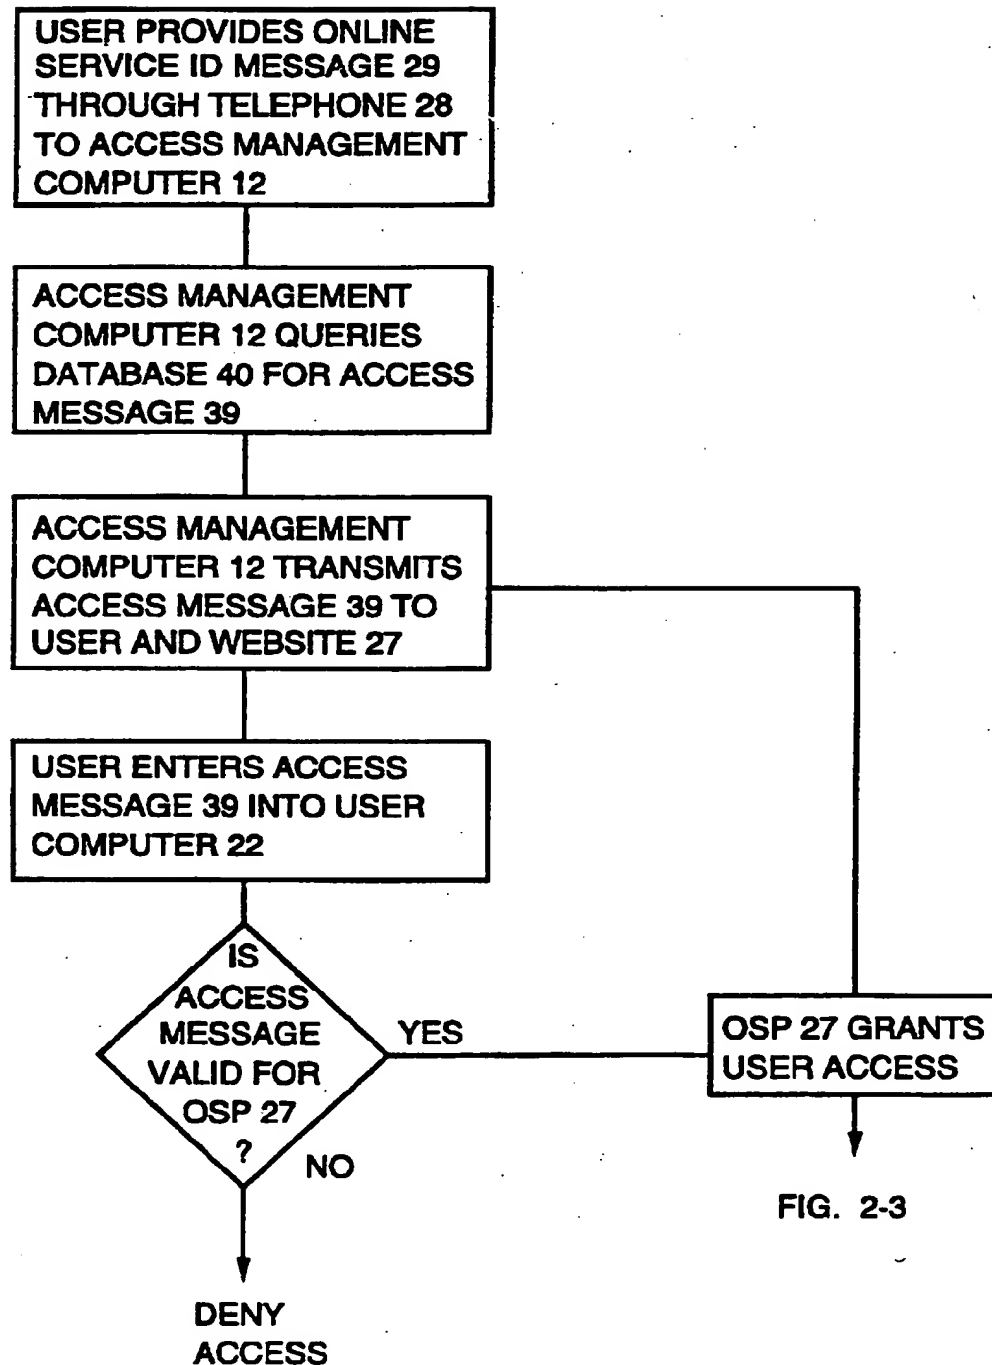 USER PROVIDES ONLINE
SERVICE ID MESSAGE 29
THROUGH TELEPHONE 28
TO ACCESS MANAGEMENT
COMPUTER 12
ACCESS MANAGEMENT
COMPUTER 12 QUERIES
DATABASE 40 FOR ACCESS
MESSAGE 39
ACCESS MANAGEMENT
COMPUTER 12 TRANSMITS
ACCESS MESSAGE 39 TO
USER AND WEBSITE 27
USER ENTERS ACCESS
MESSAGE 39 INTO USER
COMPUTER 22
IS
ACCESS
MESSAGE
VALID FOR
OSP 27
?
YES
NO
OSP 27 GRANTS
USER ACCESS
FIG. 2-3
DENY
ACCESS